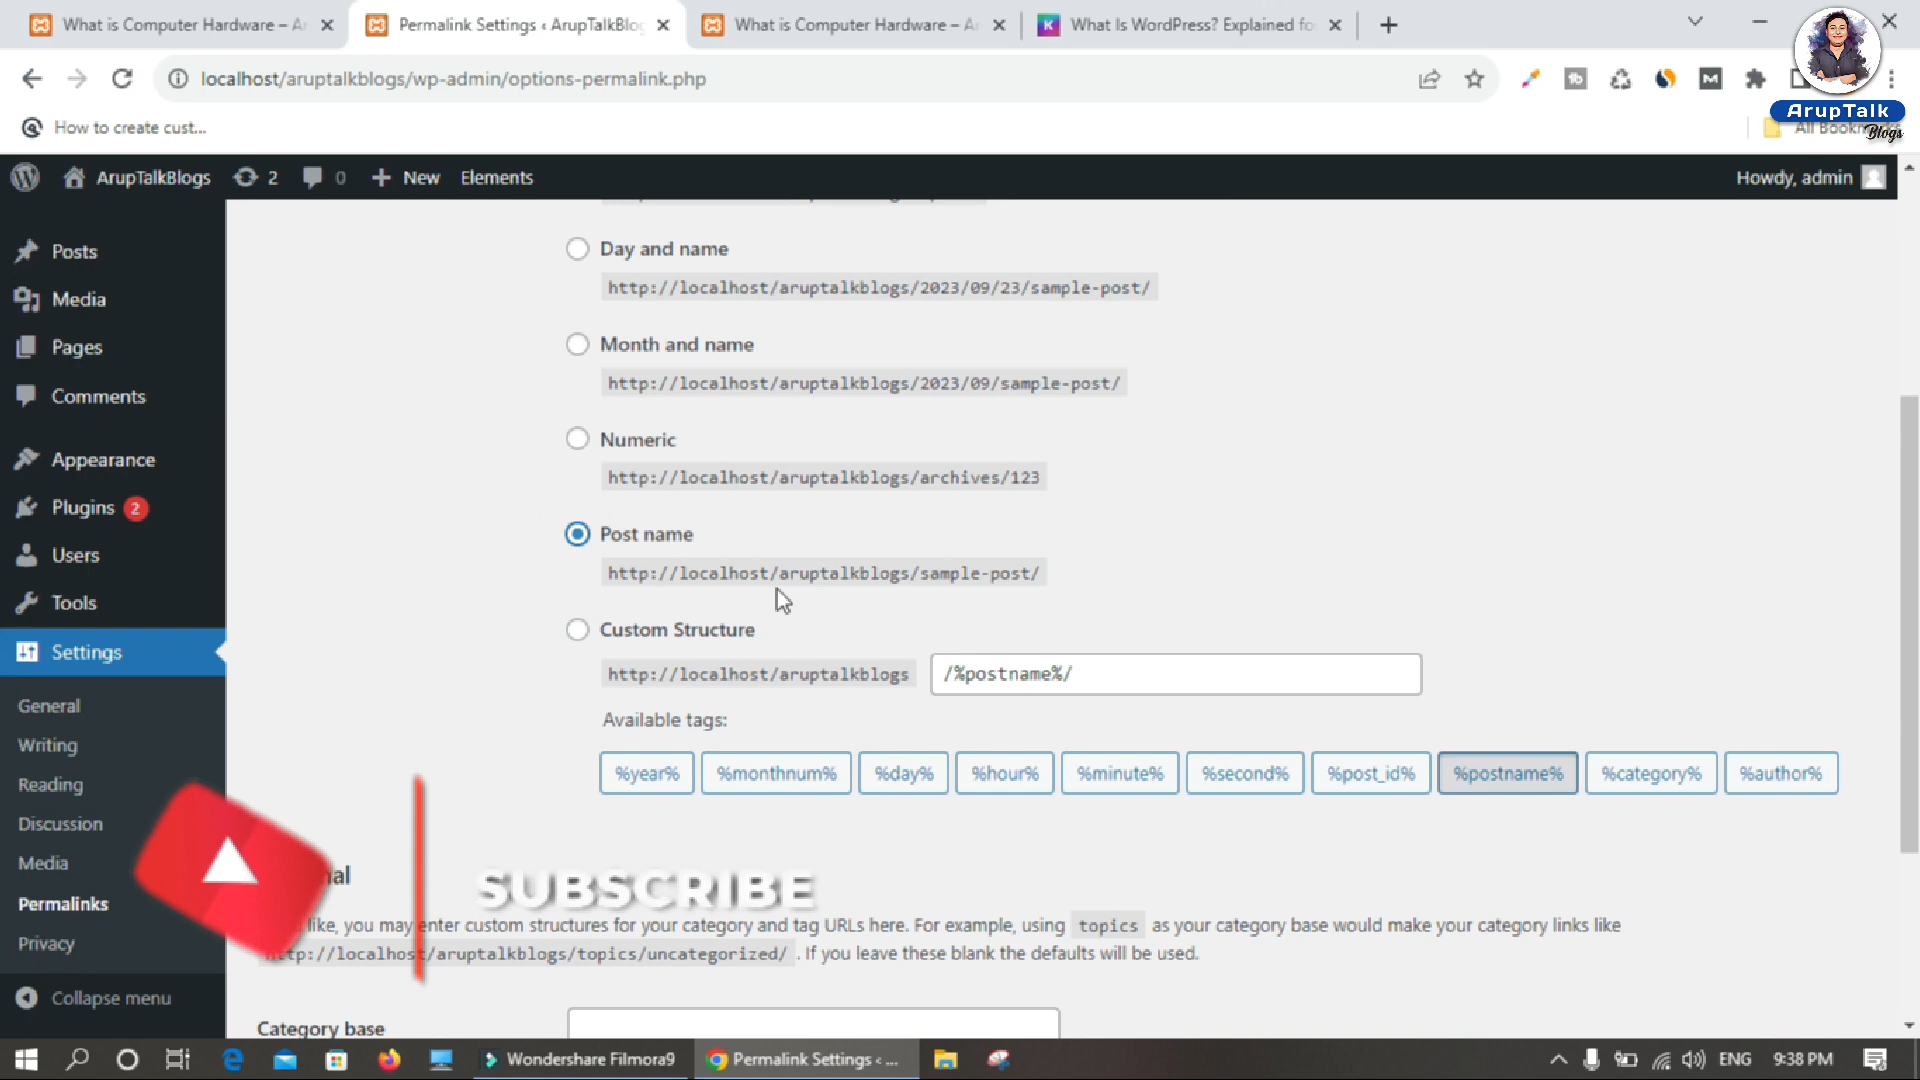 What is Computer Hardware – Ar
Permalink Settings ‹ ArupTalkBlog
What is Computer Hardware – A
K
What Is WordPress? Explained fo
localhost/aruptalkblogs/wp-admin/options-permalink.php
How to create cust...
All Bookmarks
ArupTalk
Blogs
ArupTalkBlogs
2
0
New
Elements
Howdy, admin
Posts
Media
Pages
Comments
Appearance
Plugins 2
Users
Tools
Settings
General
Writing
Reading
Discussion
Media
Permalinks
Privacy
Collapse menu
Day and name
http://localhost/aruptalkblogs/2023/09/23/sample-post/
Month and name
http://localhost/aruptalkblogs/2023/09/sample-post/
Numeric
http://localhost/aruptalkblogs/archives/123
Post name
http://localhost/aruptalkblogs/sample-post/
Custom Structure
http://localhost/aruptalkblogs /%postname%/
Available tags:
%year% %monthnum% %day% %hour% %minute% %second% %post_id% %postname% %category% %author%
SUBSCRIBE
like, you may enter custom structures for your category and tag URLs here. For example, using topics as your category base would make your category links like
http://localhost/aruptalkblogs/topics/uncategorized/ . If you leave these blank the defaults will be used.
Category base
Wondershare Filmora9
Permalink Settings ‹ ...
ENG
9:38 PM